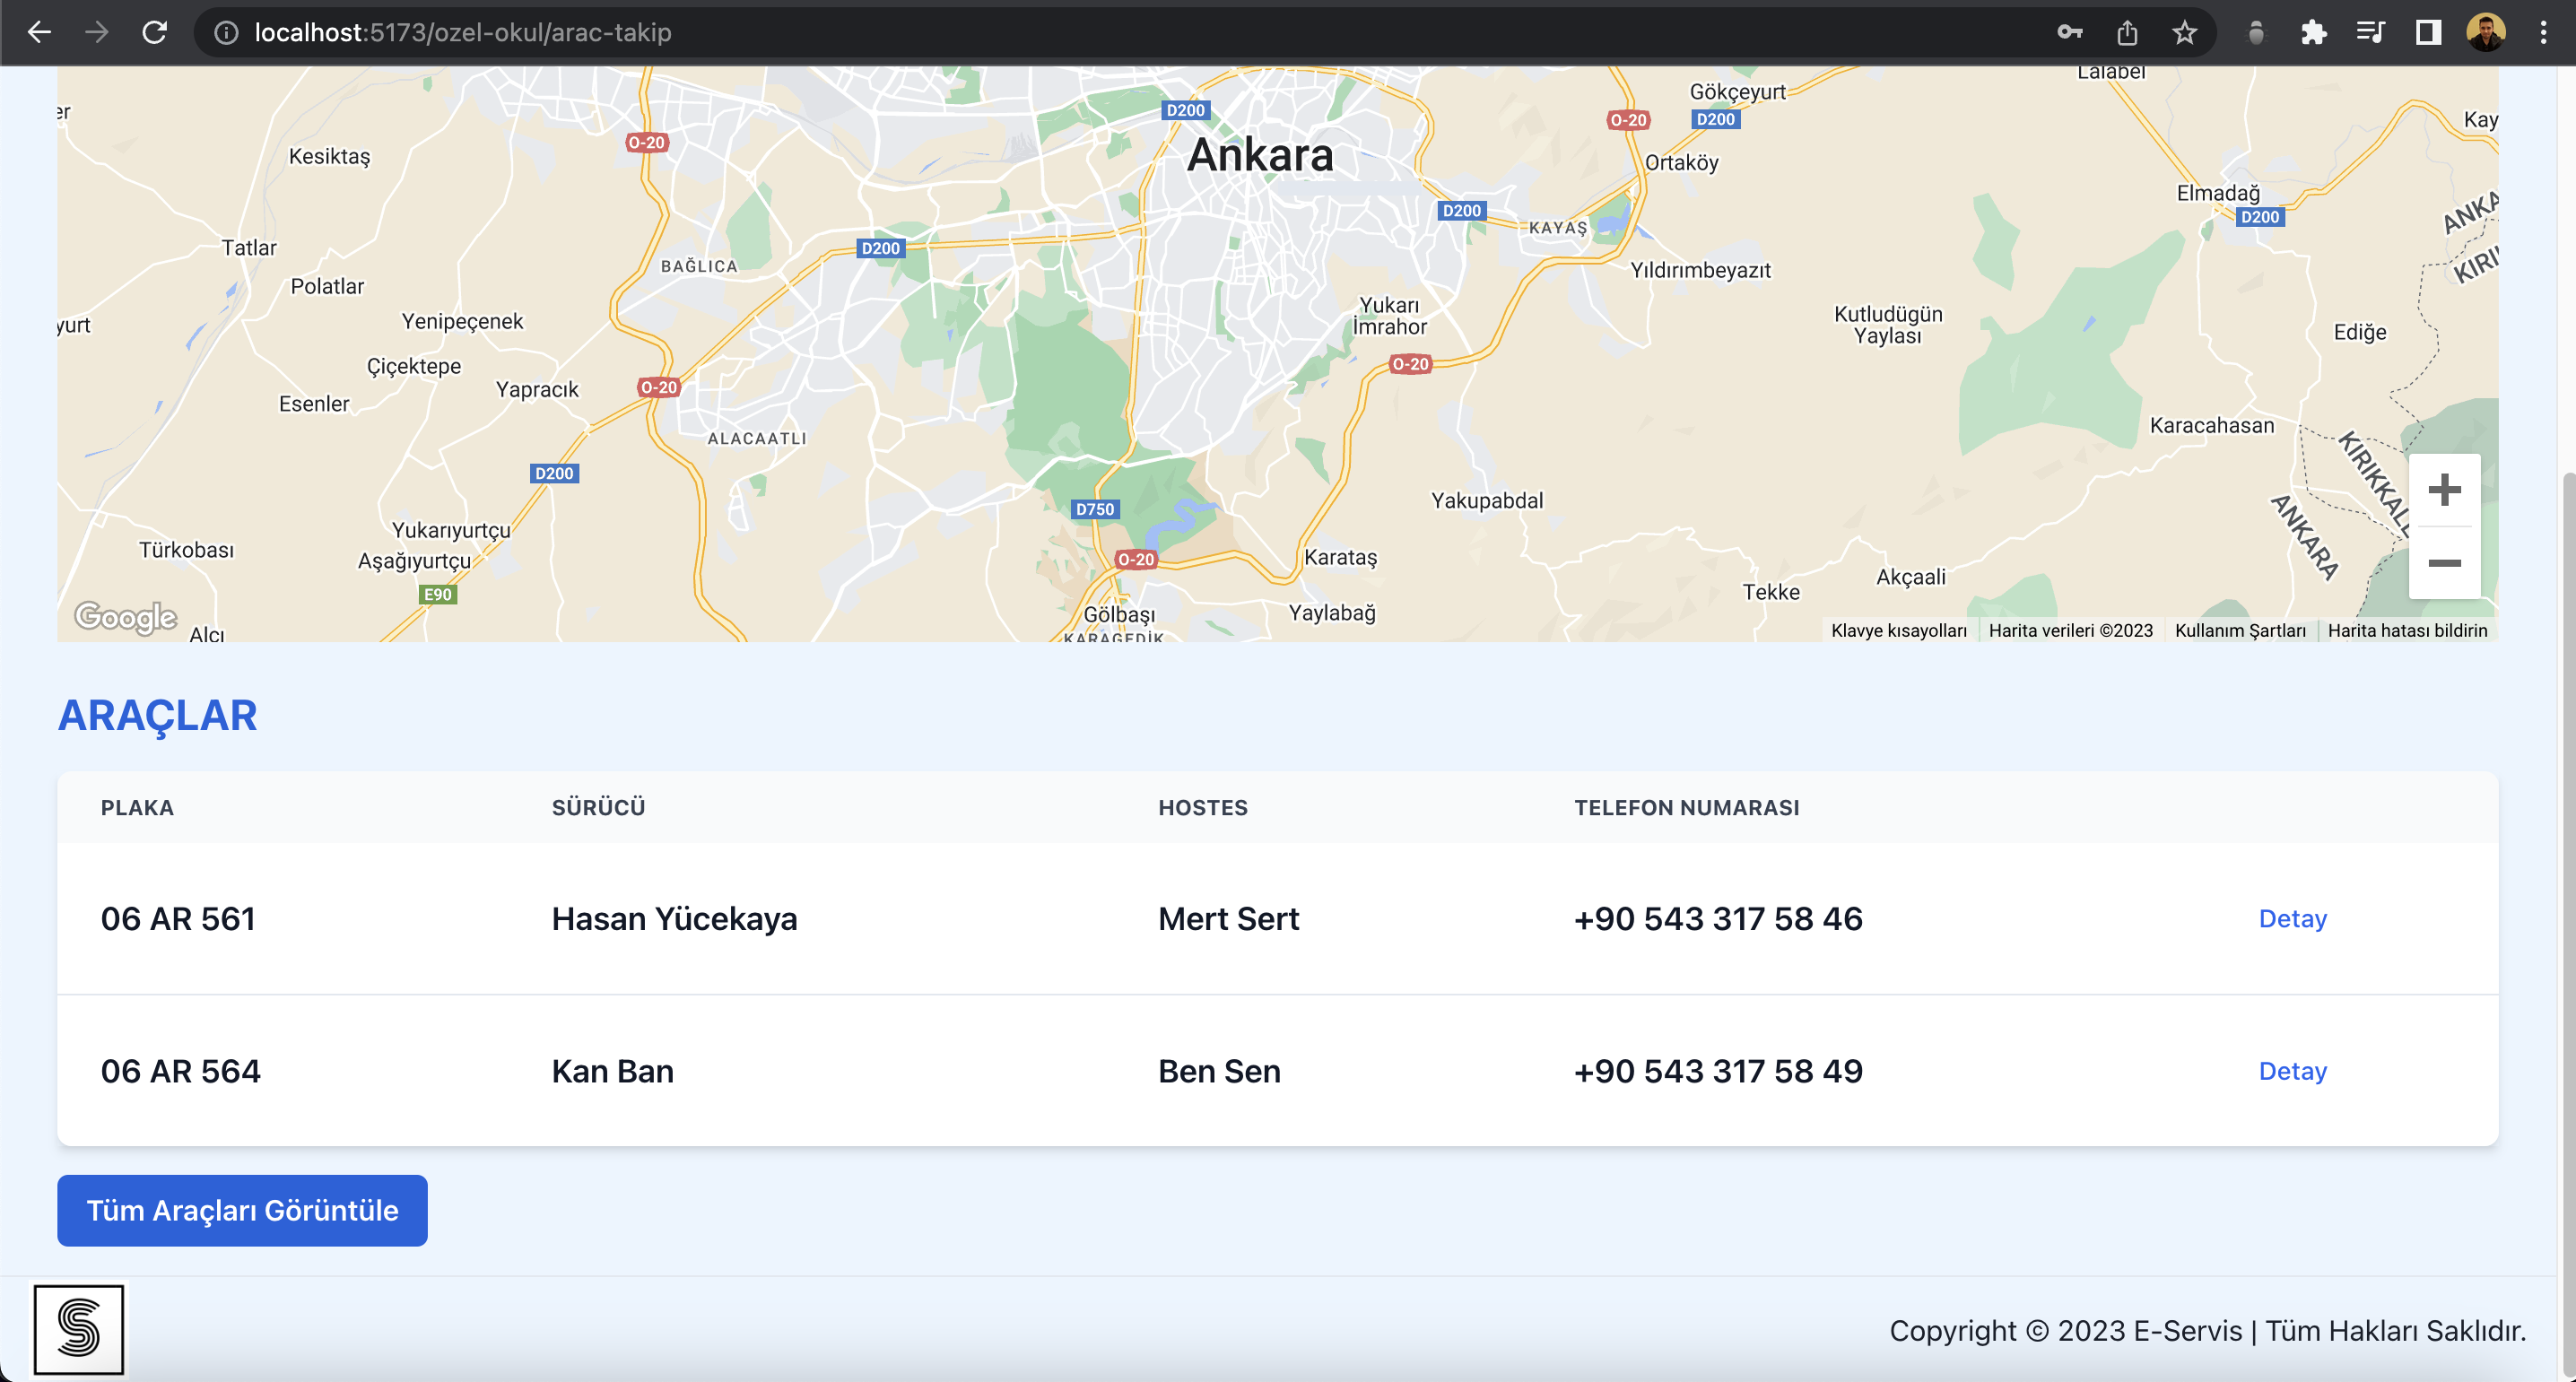 localhost:5173/ozel-okul/arac-takip
Lalabel
Gökçeyurt
D200
O-20
D200
Kay
er
O-20
Kesiktaş
Ankara
Ortaköy
Elmadağ
D200
D200
ANKA
KAYAŞ
Tatlar
D200
BAĞLICA
KIRI
Yıldırımbeyazıt
Polatlar
Yukarı
İmrahor
Kutludüğün
Yaylası
yurt
Yenipeçenek
Ediğe
Çiçektepe
O-20
Yapracık
O-20
Esenler
Karacahasan
ALACAATLI
KIRIKKALE
D200
Yakupabdal
D750
ANKARA
Yukarıyurtçu
Türkobası
Aşağıyurtçu
O-20
Karataş
Akçaali
Tekke
E90
Gölbaşı
Yaylabağ
Google
Alcı
KARAGEDİK
Klavye kısayolları
Harita verileri ©2023
Kullanım Şartları
Harita hatası bildirin
ARAÇLAR
PLAKA SÜRÜCÜ HOSTES TELEFON NUMARASI
06 AR 561 Hasan Yücekaya Mert Sert +90 543 317 58 46 Detay
06 AR 564 Kan Ban Ben Sen +90 543 317 58 49 Detay
Tüm Araçları Görüntüle
S
Copyright © 2023 E-Servis | Tüm Hakları Saklıdır.